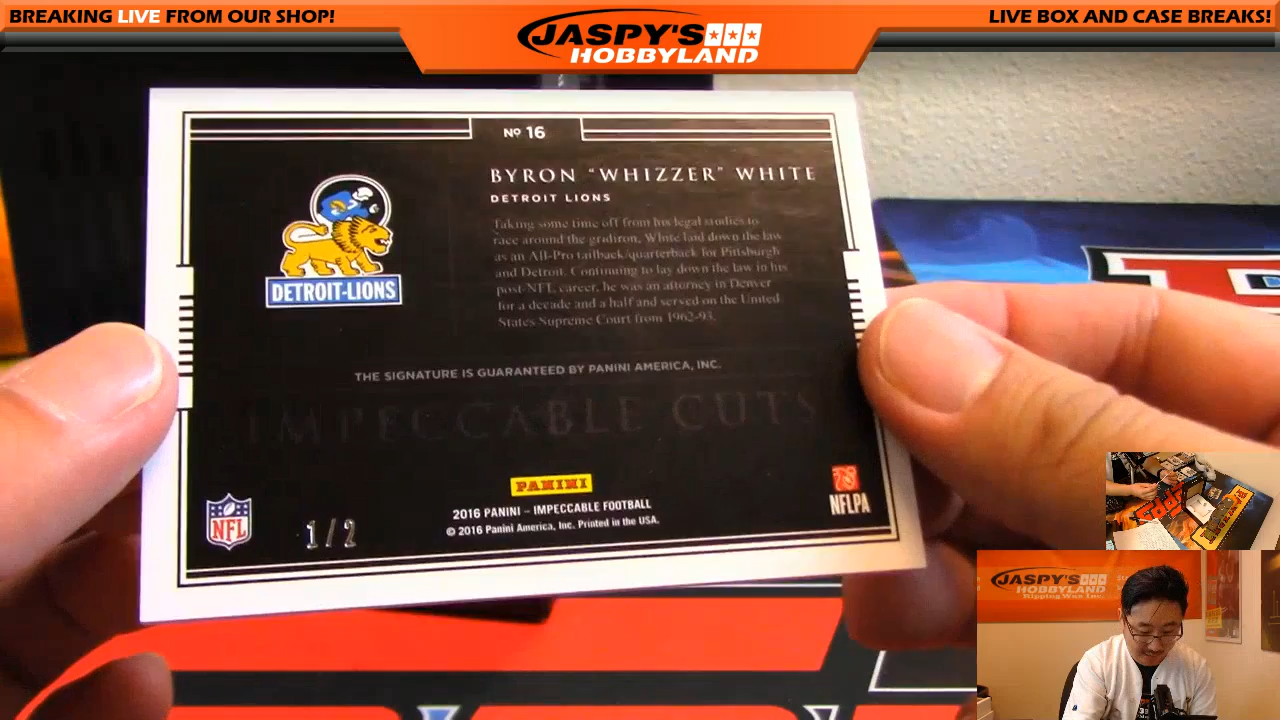 BREAKING LIVE FROM OUR SHOP!
JASPY'S
HOBBYLAND
LIVE BOX AND CASE BREAKS!
Nº 16
BYRON "WHIZZER" WHITE
DETROIT LIONS
Taking some time off from his legal studies to
race around the gridiron, White laid down the law
as an All-Pro tailback/quarterback for Pittsburgh
and Detroit. Continuing to lay down the law in his
post-NFL career, he was an attorney in Denver
for a decade and a half and served on the United
States Supreme Court from 1962-93.
DETROIT-LIONS
THE SIGNATURE IS GUARANTEED BY PANINI AMERICA, INC.
IMPECCABLE CUTS
PANINI
2016 PANINI - IMPECCABLE FOOTBALL
© 2016 Panini America, Inc. Printed in the USA.
NFL
1/2
NFLPA
JASPY'S
HOBBYLAND
Ripping Wax Inc.